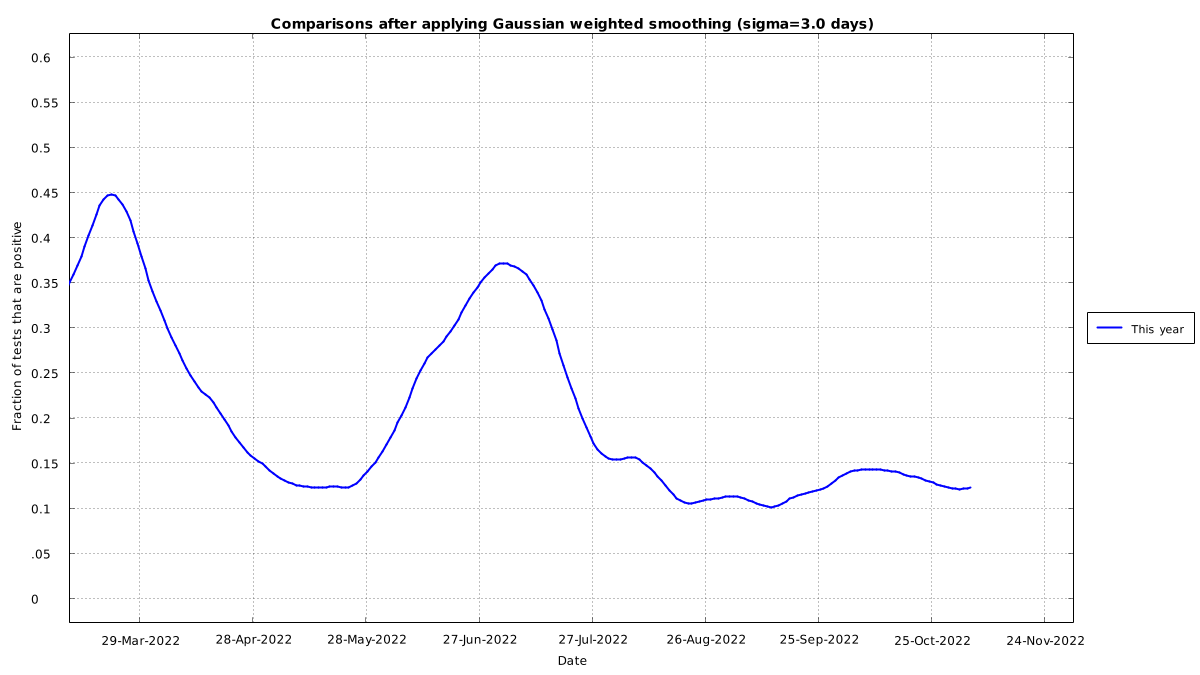 Comparisons after applying Gaussian weighted smoothing (sigma=3.0 days)
0.6
0.55
0.5
0.45
0.4
0.35
0.3
0.25
0.2
0.15
0.1
.05
0
Fraction of tests that are positive
This year
29-Mar-2022 28-Apr-2022 28-May-2022 27-Jun-2022 27-Jul-2022 26-Aug-2022 25-Sep-2022 25-Oct-2022 24-Nov-2022
Date